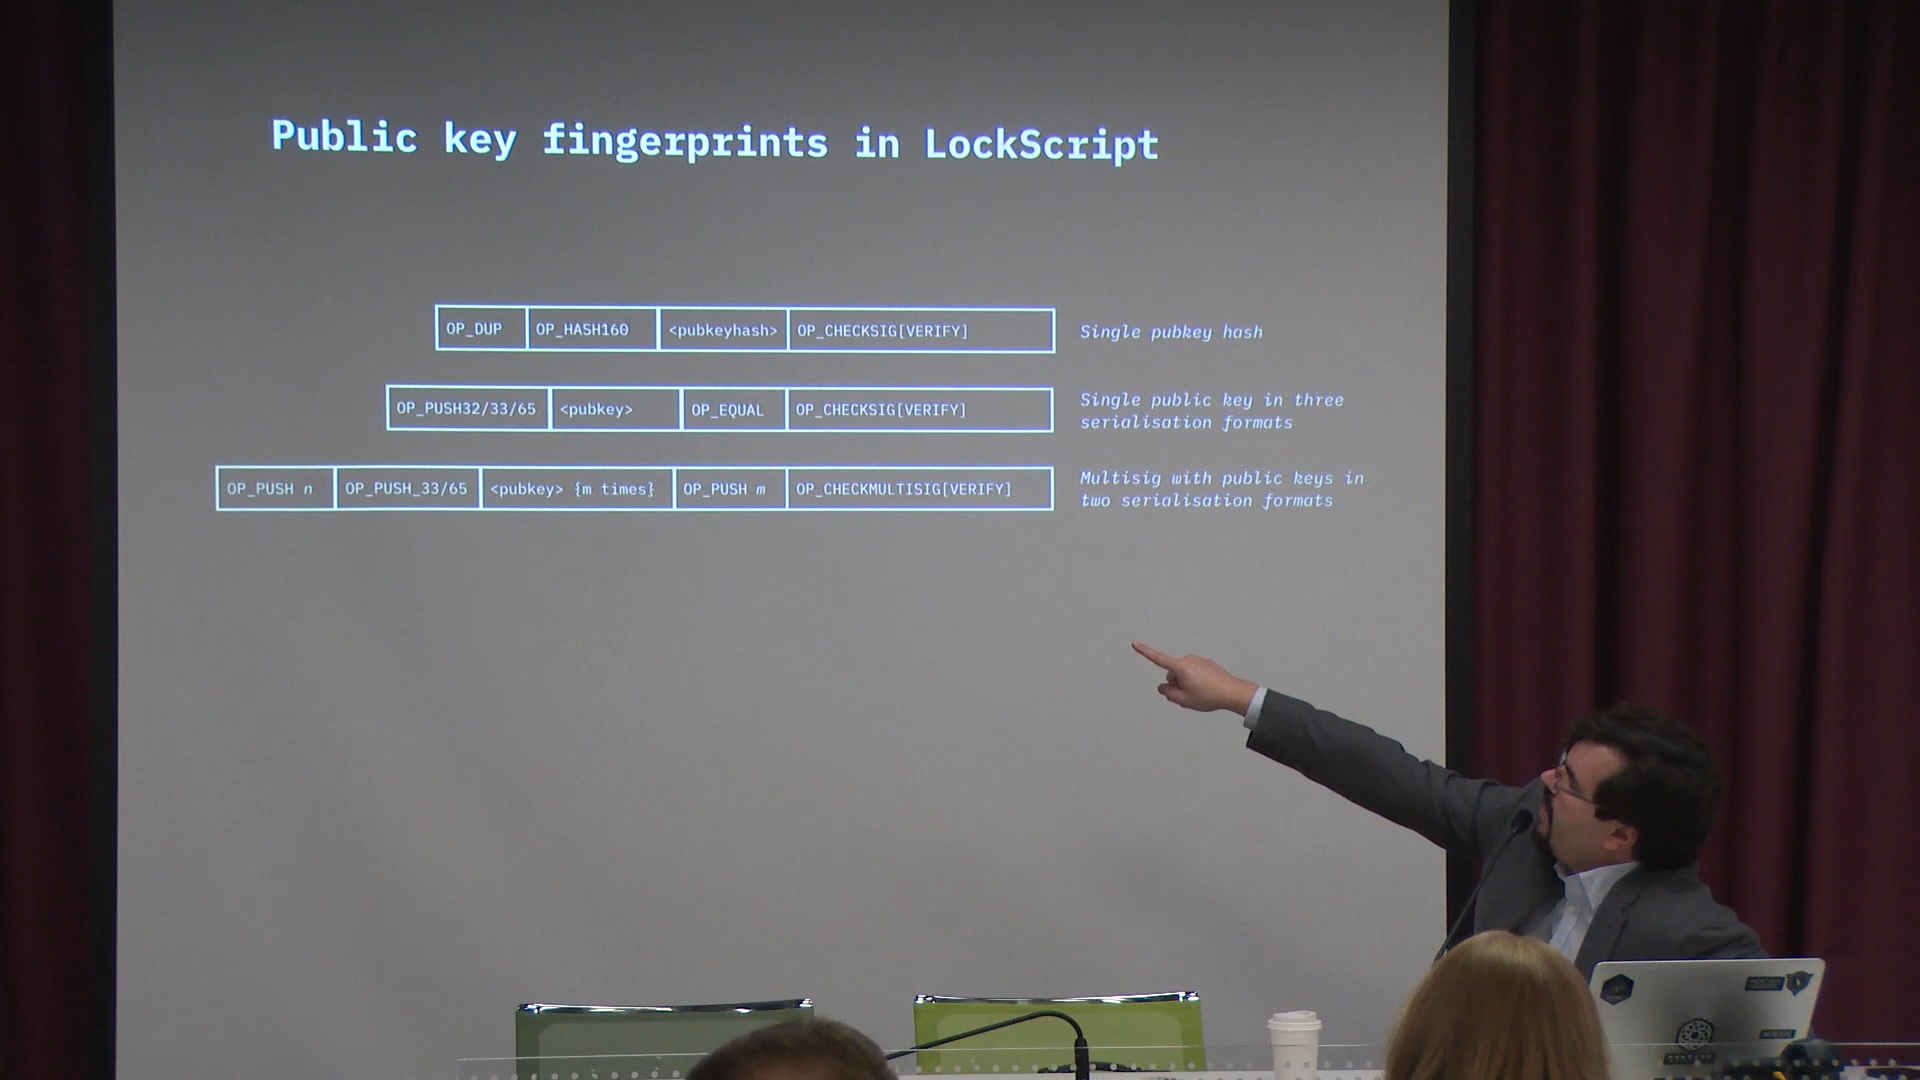 Public key fingerprints in LockScript
OP_DUP OP_HASH160 <pubkeyhash> OP_CHECKSIG[VERIFY] Single pubkey hash
OP_PUSH32/33/65 <pubkey> OP_EQUAL OP_CHECKSIG[VERIFY] Single public key in three
serialisation formats
OP_PUSH n OP_PUSH_33/65 <pubkey> {m times} OP_PUSH m OP_CHECKMULTISIG[VERIFY] Multisig with public keys in
two serialisation formats